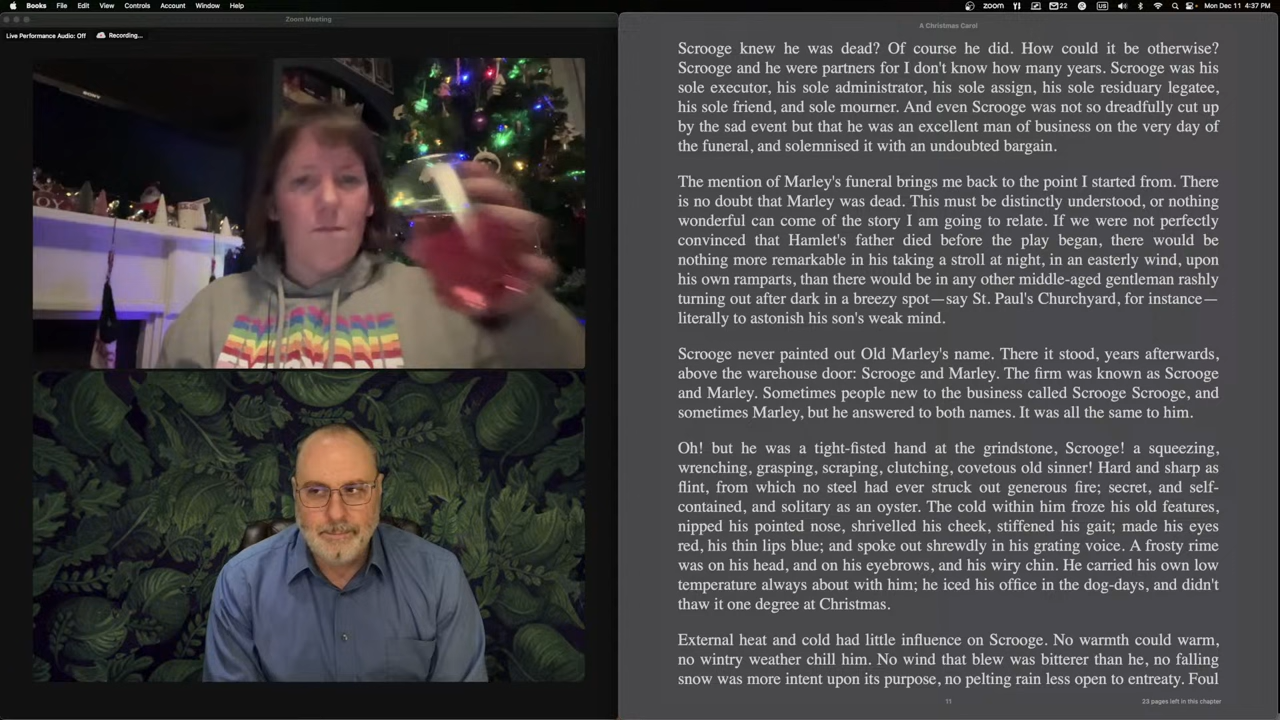 Books File Edit View Controls Account Window Help
zoom 22 US Mon Dec 11 4:37 PM
Zoom Meeting
Live Performance Audio: Off Recording...
OY
A Christmas Carol
Scrooge knew he was dead? Of course he did. How could it be otherwise?
Scrooge and he were partners for I don't know how many years. Scrooge was his
sole executor, his sole administrator, his sole assign, his sole residuary legatee,
his sole friend, and sole mourner. And even Scrooge was not so dreadfully cut up
by the sad event but that he was an excellent man of business on the very day of
the funeral, and solemnised it with an undoubted bargain.
The mention of Marley's funeral brings me back to the point I started from. There
is no doubt that Marley was dead. This must be distinctly understood, or nothing
wonderful can come of the story I am going to relate. If we were not perfectly
convinced that Hamlet's father died before the play began, there would be
nothing more remarkable in his taking a stroll at night, in an easterly wind, upon
his own ramparts, than there would be in any other middle-aged gentleman rashly
turning out after dark in a breezy spot—say St. Paul's Churchyard, for instance—
literally to astonish his son's weak mind.
Scrooge never painted out Old Marley's name. There it stood, years afterwards,
above the warehouse door: Scrooge and Marley. The firm was known as Scrooge
and Marley. Sometimes people new to the business called Scrooge Scrooge, and
sometimes Marley, but he answered to both names. It was all the same to him.
Oh! but he was a tight-fisted hand at the grindstone, Scrooge! a squeezing,
wrenching, grasping, scraping, clutching, covetous old sinner! Hard and sharp as
flint, from which no steel had ever struck out generous fire; secret, and self-
contained, and solitary as an oyster. The cold within him froze his old features,
nipped his pointed nose, shrivelled his cheek, stiffened his gait; made his eyes
red, his thin lips blue; and spoke out shrewdly in his grating voice. A frosty rime
was on his head, and on his eyebrows, and his wiry chin. He carried his own low
temperature always about with him; he iced his office in the dog-days, and didn't
thaw it one degree at Christmas.
External heat and cold had little influence on Scrooge. No warmth could warm,
no wintry weather chill him. No wind that blew was bitterer than he, no falling
snow was more intent upon its purpose, no pelting rain less open to entreaty. Foul
11 23 pages left in this chapter